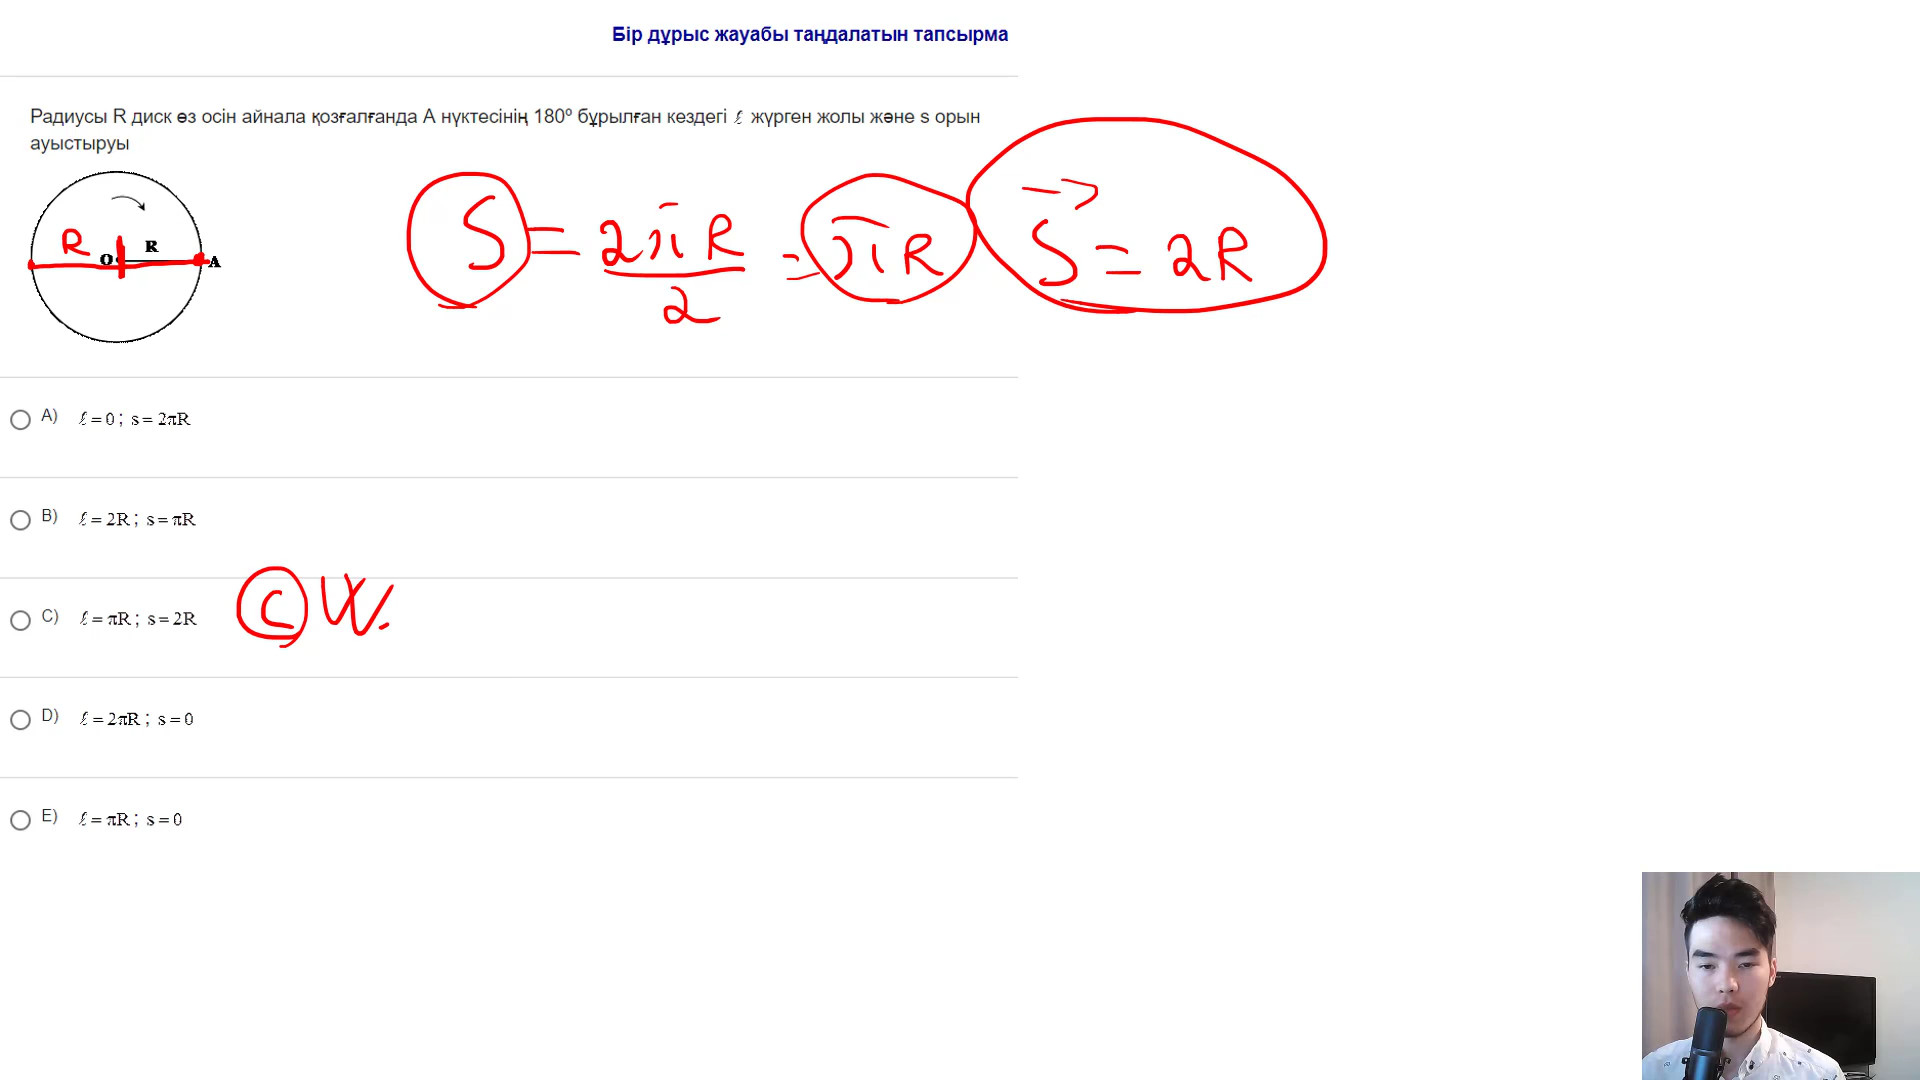 Бір дұрыс жауабы таңдалатын тапсырма
Радиусы R диск өз осін айнала қозғалғанда А нүктесінің 180º бұрылған кездегі ℓ жүрген жолы және s орын
ауыстыруы
R R
O A
S = 2πR/2 = πR
S⃗ = 2R
A) ℓ = 0 ; s = 2πR
B) ℓ = 2R ; s = πR
C) ℓ = πR ; s = 2R
C
D) ℓ = 2πR ; s = 0
E) ℓ = πR ; s = 0